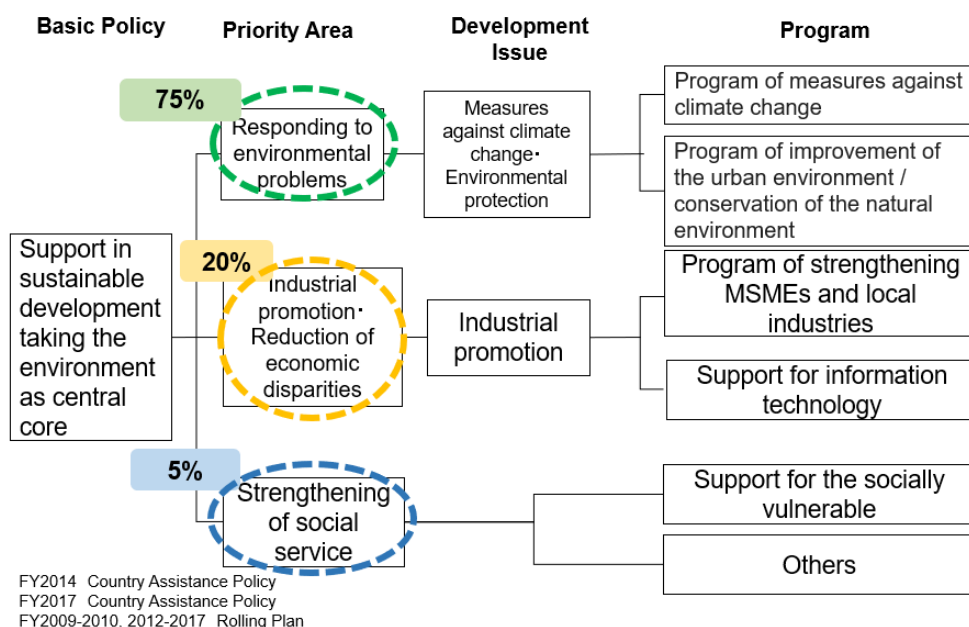 Basic Policy
Priority Area
Development
Issue
Program
75%
Responding to
environmental
problems
Measures
against climate
change・
Environmental
protection
Program of measures against
climate change
Program of improvement of
the urban environment /
conservation of the natural
environment
Support in
sustainable
development
taking the
environment
as central
core
20%
Industrial
promotion・
Reduction of
economic
disparities
Industrial
promotion
Program of strengthening
MSMEs and local
industries
Support for information
technology
5%
Strengthening
of social
service
Support for the socially
vulnerable
Others
FY2014 Country Assistance Policy
FY2017 Country Assistance Policy
FY2009-2010, 2012-2017 Rolling Plan